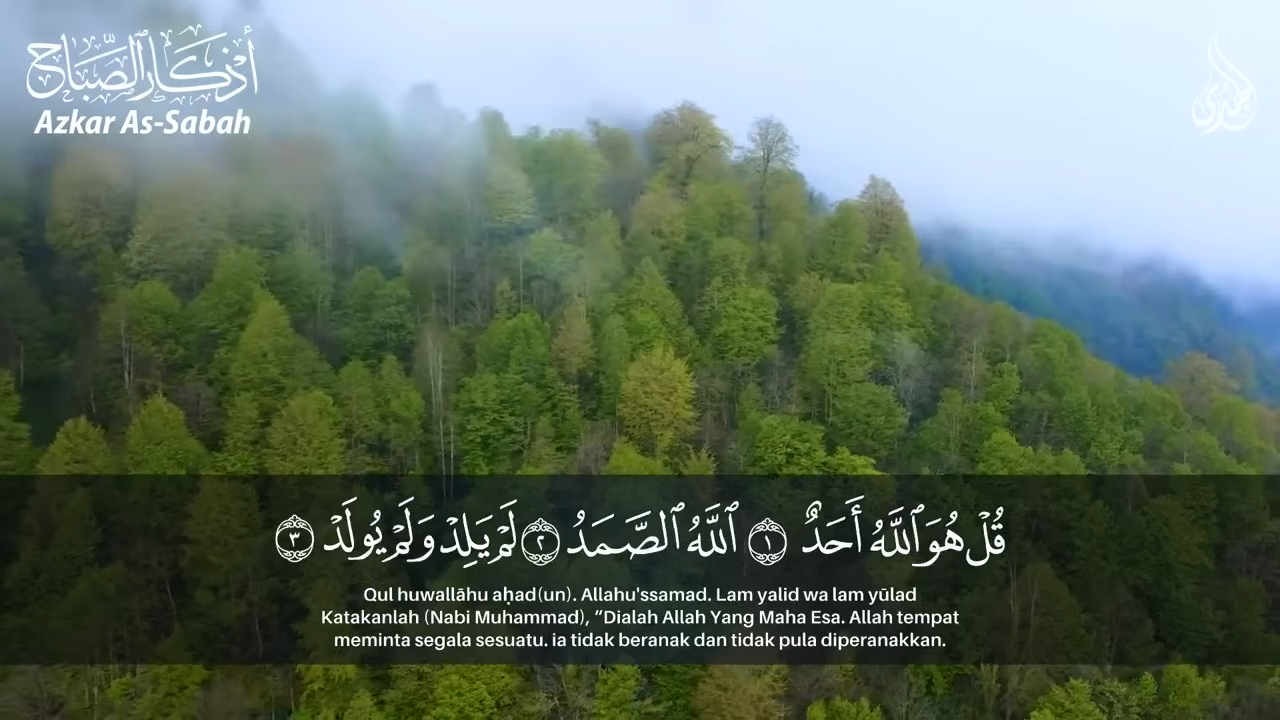 أذكار الصباح
Azkar As-Sabah
الهدى
قُلْ هُوَ ٱللَّهُ أَحَدٌ ١ ٱللَّهُ ٱلصَّمَدُ ٢ لَمْ يَلِدْ وَلَمْ يُولَدْ ٣
Qul huwallāhu aḥad(un). Allahu'ssamad. Lam yalid wa lam yūlad
Katakanlah (Nabi Muhammad), “Dialah Allah Yang Maha Esa. Allah tempat
meminta segala sesuatu. ia tidak beranak dan tidak pula diperanakkan.